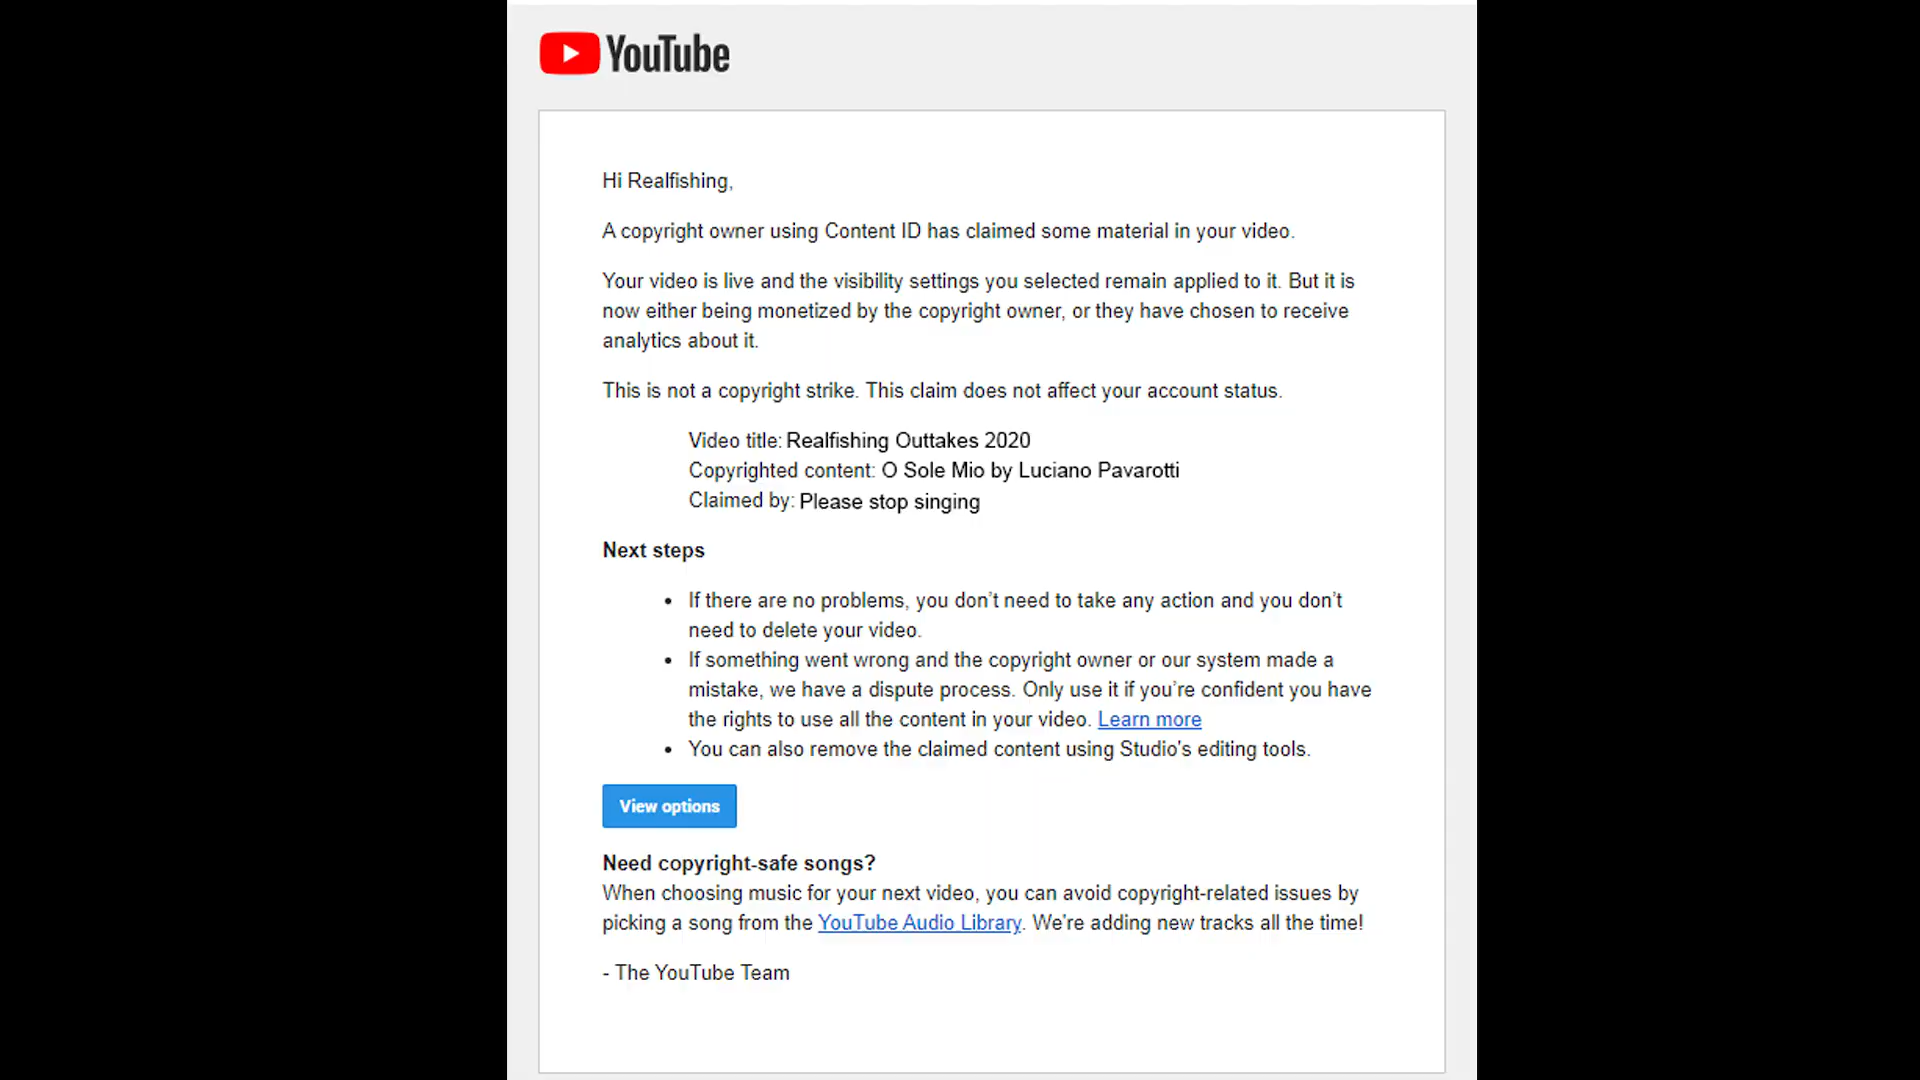 YouTube
Hi Realfishing,
A copyright owner using Content ID has claimed some material in your video.
Your video is live and the visibility settings you selected remain applied to it. But it is
now either being monetized by the copyright owner, or they have chosen to receive
analytics about it.
This is not a copyright strike. This claim does not affect your account status.
Video title: Realfishing Outtakes 2020
Copyrighted content: O Sole Mio by Luciano Pavarotti
Claimed by: Please stop singing
Next steps
• If there are no problems, you don’t need to take any action and you don’t
need to delete your video.
• If something went wrong and the copyright owner or our system made a
mistake, we have a dispute process. Only use it if you’re confident you have
the rights to use all the content in your video. Learn more
• You can also remove the claimed content using Studio's editing tools.
View options
Need copyright-safe songs?
When choosing music for your next video, you can avoid copyright-related issues by
picking a song from the YouTube Audio Library. We’re adding new tracks all the time!
- The YouTube Team